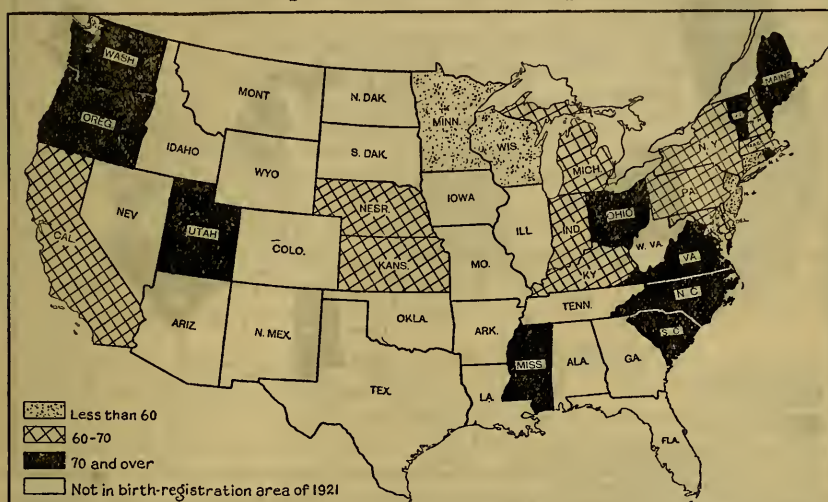 WASH.
MONT
N. DAK.
MINN.
MAINE
OREG.
IDAHO
S. DAK.
WIS.
MICH.
N.Y
WYO
IOWA
PA.
NEV
UTAH
NEBR.
ILL
IND.
OHIO
CAL.
COLO.
KANS.
MO.
KY
W. VA.
VA
DEL.
ARIZ.
N. MEX.
OKLA.
ARK.
TENN.
N. C
S. C
MISS
ALA.
GA.
TEX.
LA.
FLA.
Less than 60
60-70
70 and over
Not in birth-registration area of 1921